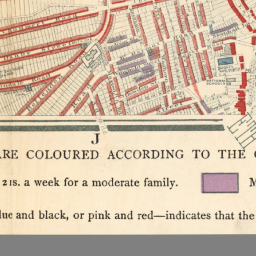 J
ARE COLOURED ACCORDING TO THE
21s. a week for a moderate family.
lue and black, or pink and red—indicates that the